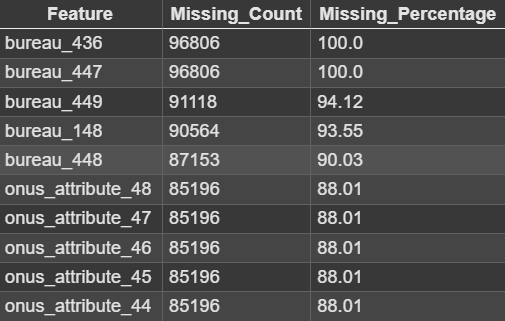 Feature Missing_Count Missing_Percentage
bureau_436 96806 100.0
bureau_447 96806 100.0
bureau_449 91118 94.12
bureau_148 90564 93.55
bureau_448 87153 90.03
onus_attribute_48 85196 88.01
onus_attribute_47 85196 88.01
onus_attribute_46 85196 88.01
onus_attribute_45 85196 88.01
onus_attribute_44 85196 88.01